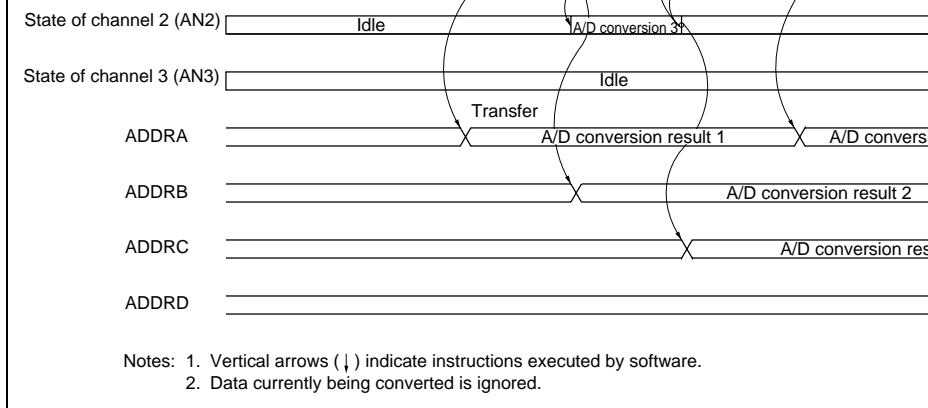 State of channel 2 (AN2) Idle A/D conversion 3
State of channel 3 (AN3) Idle
Transfer
ADDRA A/D conversion result 1 A/D convers
ADDRB A/D conversion result 2
ADDRC A/D conversion res
ADDRD
Notes: 1. Vertical arrows (↓) indicate instructions executed by software.
2. Data currently being converted is ignored.